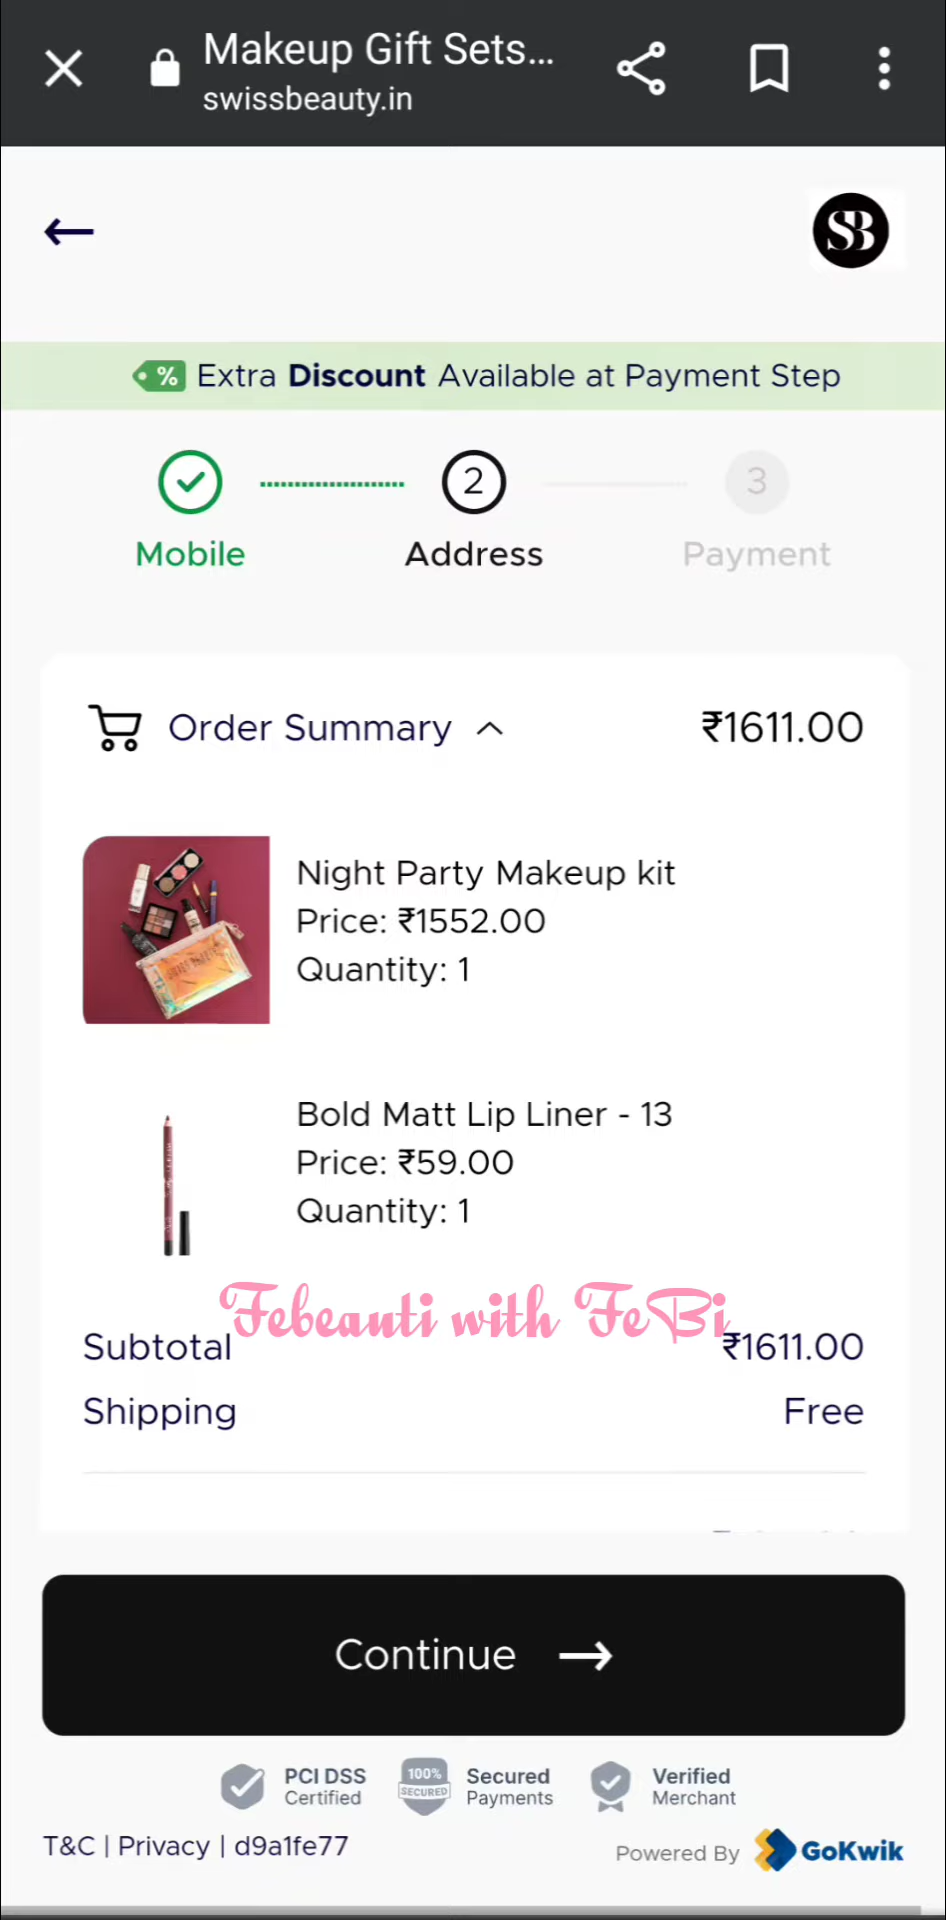 Makeup Gift Sets...
swissbeauty.in
SB
% Extra Discount Available at Payment Step
2
3
Mobile
Address
Payment
Order Summary
₹1611.00
Night Party Makeup kit
Price: ₹1552.00
Quantity: 1
Bold Matt Lip Liner - 13
Price: ₹59.00
Quantity: 1
Febeauti with FeBi
Subtotal
₹1611.00
Shipping
Free
Continue
PCI DSS
Certified
100%
SECURED
Secured
Payments
Verified
Merchant
T&C | Privacy | d9a1fe77
Powered By GoKwik